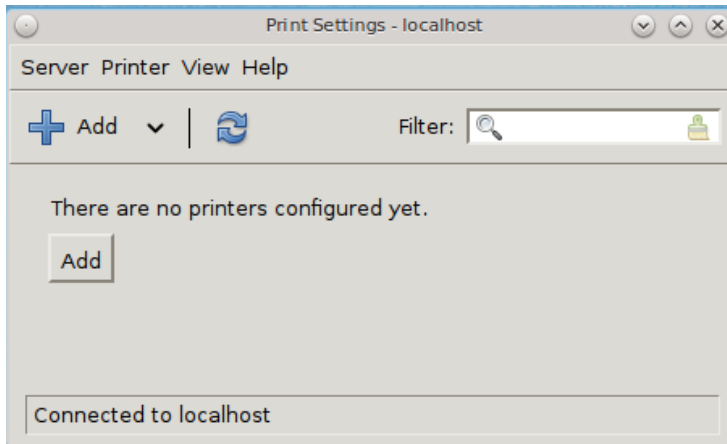 Print Settings - localhost
Server Printer View Help
Add Filter:
There are no printers configured yet.
Add
Connected to localhost